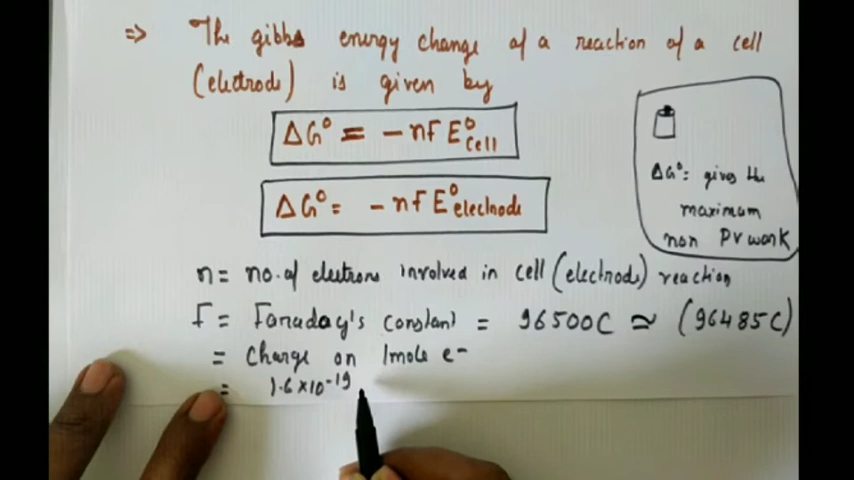 ⇒ The gibbs energy change of a reaction of a cell
(electrode) is given by
ΔG° = - nF E°cell
ΔG° = - nF E°electrode
ΔG° = gives the
maximum
non PV work
n = no. of electrons involved in cell (electrode) reaction
F = Faraday's constant = 96500C ≃ (96485C)
= Charge on 1mole e-
= 1.6×10⁻¹⁹